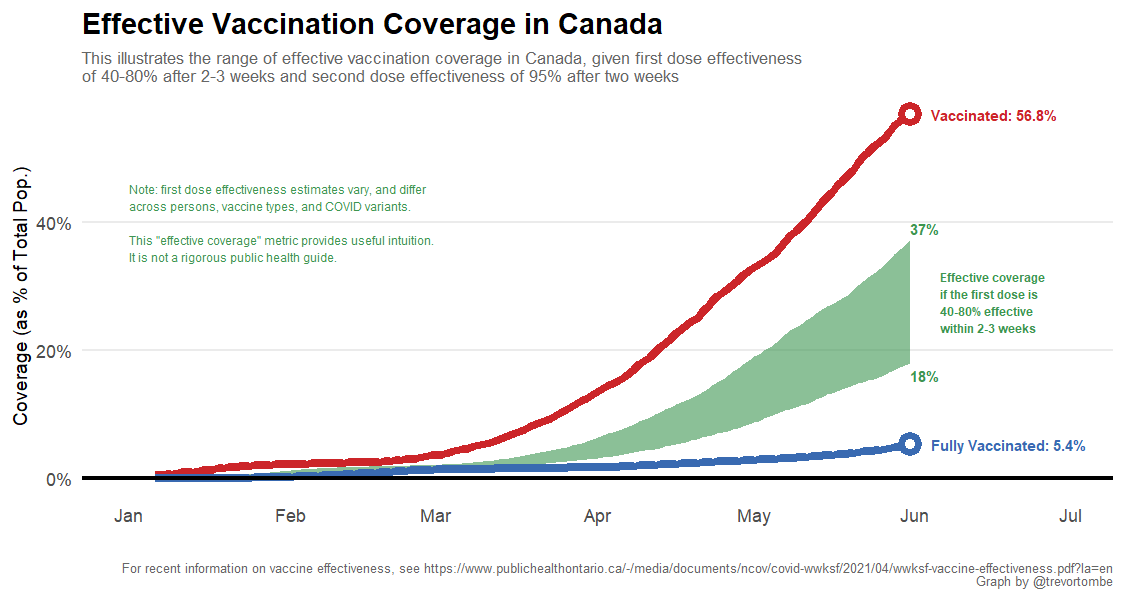 Effective Vaccination Coverage in Canada
This illustrates the range of effective vaccination coverage in Canada, given first dose effectiveness
of 40-80% after 2-3 weeks and second dose effectiveness of 95% after two weeks
Vaccinated: 56.8%
Note: first dose effectiveness estimates vary, and differ
across persons, vaccine types, and COVID variants.
This "effective coverage" metric provides useful intuition.
It is not a rigorous public health guide.
37%
Effective coverage
if the first dose is
40-80% effective
within 2-3 weeks
18%
Fully Vaccinated: 5.4%
Coverage (as % of Total Pop.)
40%
20%
0%
Jan Feb Mar Apr May Jun Jul
For recent information on vaccine effectiveness, see https://www.publichealthontario.ca/-/media/documents/ncov/covid-wwksf/2021/04/wwksf-vaccine-effectiveness.pdf?la=en
Graph by @trevortombe